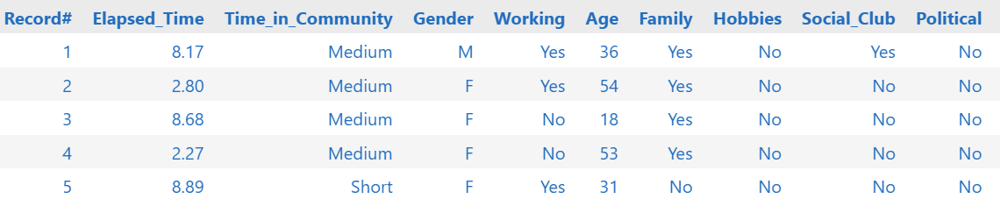 Record# Elapsed_Time Time_in_Community Gender Working Age Family Hobbies Social_Club Political
1 8.17 Medium M Yes 36 Yes No Yes No
2 2.80 Medium F Yes 54 Yes No No No
3 8.68 Medium F No 18 Yes No No No
4 2.27 Medium F No 53 Yes No No No
5 8.89 Short F Yes 31 No No No No